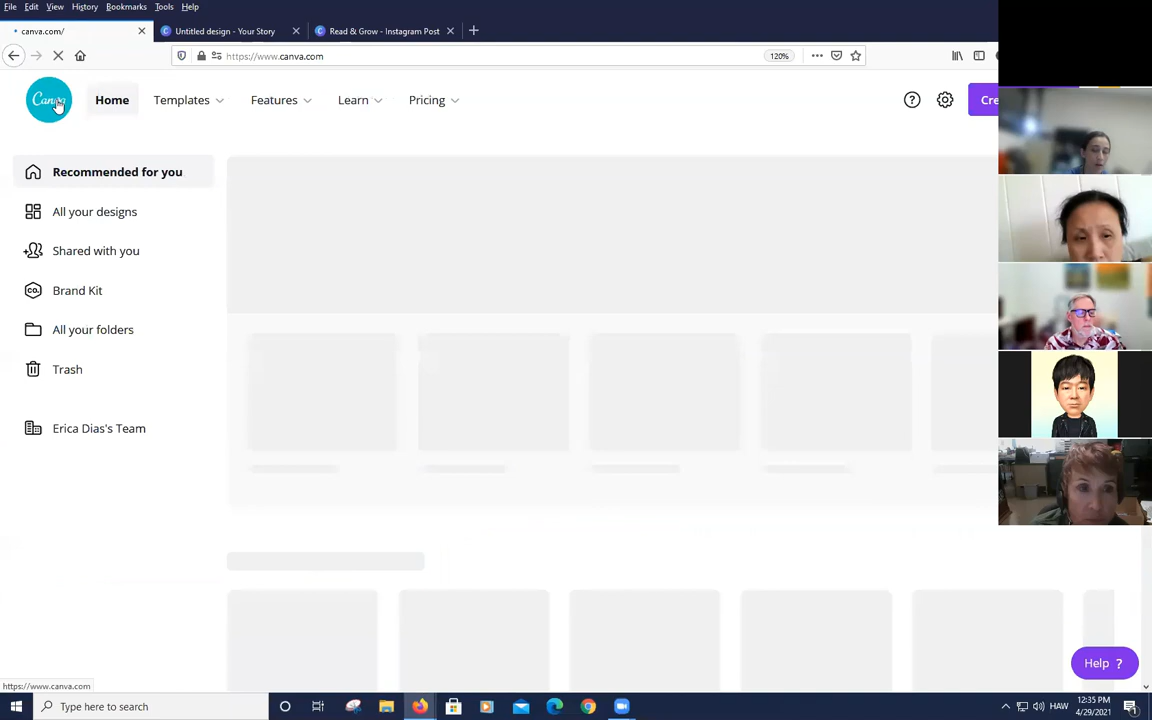 File Edit View History Bookmarks Tools Help
canva.com/ Untitled design - Your Story Read & Grow - Instagram Post
https://www.canva.com 120%
Canva Home Templates Features Learn Pricing Cre
Recommended for you
All your designs
Shared with you
CO.
Brand Kit
All your folders
Trash
Erica Dias's Team
Help ?
https://www.canva.com
Type here to search
HAW
12:35 PM
4/29/2021